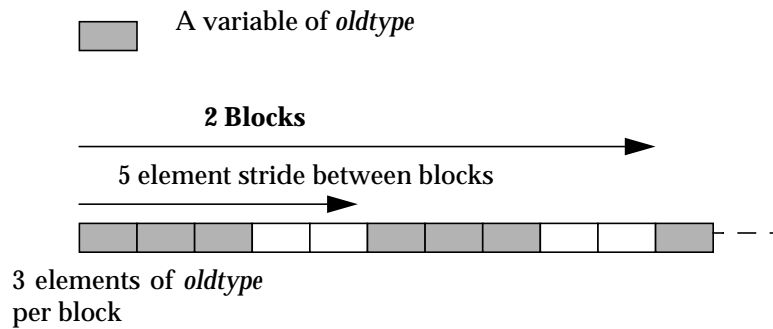 A variable of oldtype
2 Blocks
5 element stride between blocks
3 elements of oldtype
per block